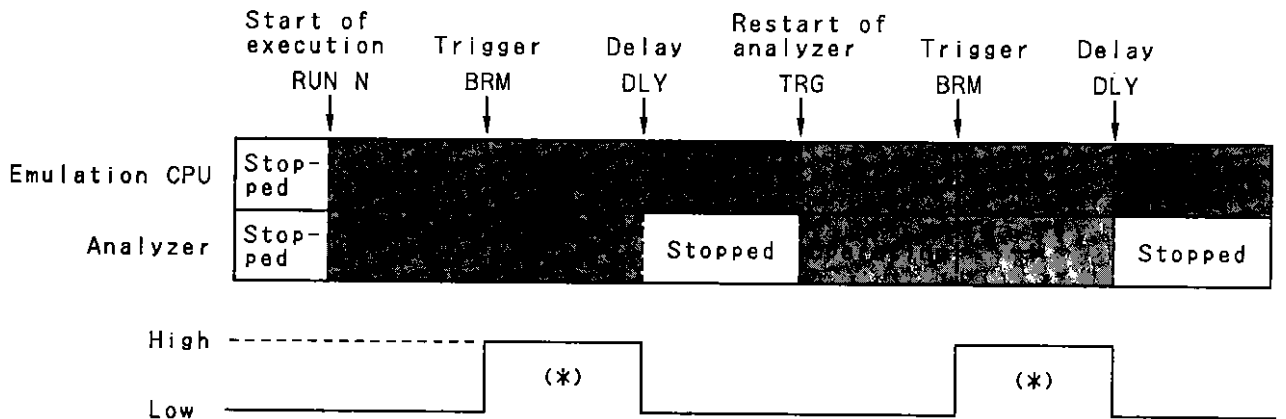 Start of
execution
Trigger
Delay
Restart of
analyzer
Trigger
Delay
RUN N
BRM
DLY
TRG
BRM
DLY
Emulation CPU
Stop-
ped
Analyzer
Stop-
ped
Stopped
Stopped
High
(*)
(*)
Low